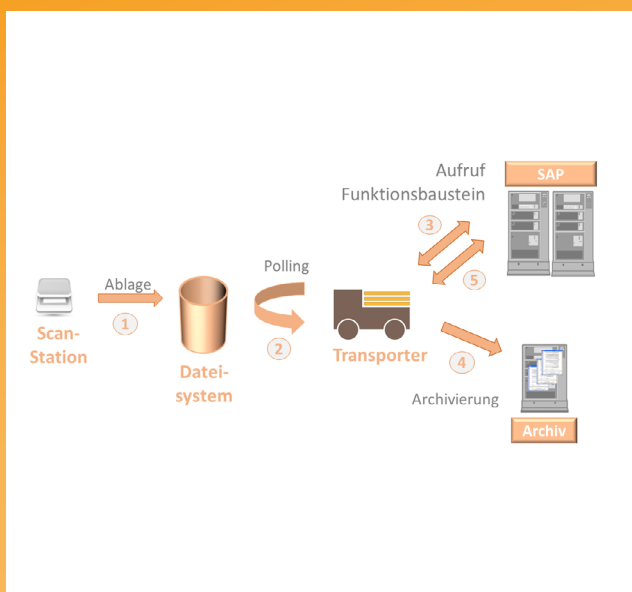 Aufruf
Funktionsbaustein
SAP
3
5
Polling
Ablage
1
2
Scan-
Station
Datei-
system
Transporter
4
Archivierung
Archiv